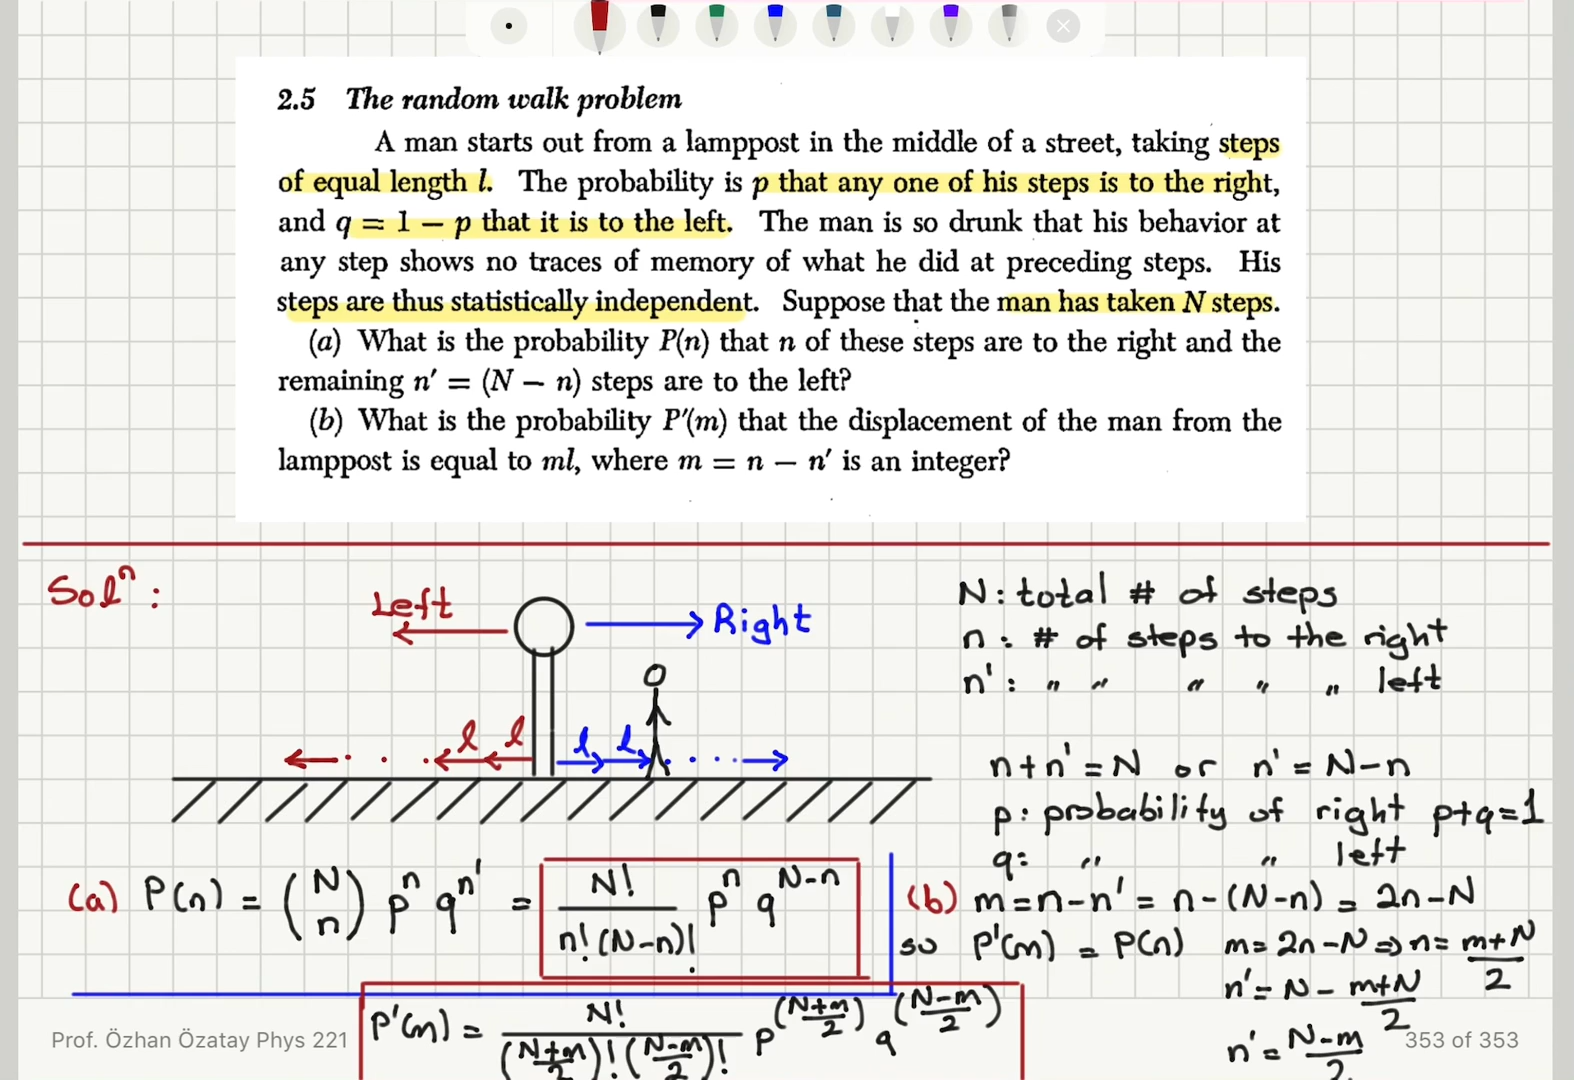 2.5 The random walk problem
A man starts out from a lamppost in the middle of a street, taking steps
of equal length l. The probability is p that any one of his steps is to the right,
and q = 1 − p that it is to the left. The man is so drunk that his behavior at
any step shows no traces of memory of what he did at preceding steps. His
steps are thus statistically independent. Suppose that the man has taken N steps.
(a) What is the probability P(n) that n of these steps are to the right and the
remaining n′ = (N − n) steps are to the left?
(b) What is the probability P′(m) that the displacement of the man from the
lamppost is equal to ml, where m = n − n′ is an integer?
Solⁿ :
Left
Right
l l
l l
N: total # of steps
n: # of steps to the right
n': " " " " " left
n+n' = N or n' = N-n
p: probability of right p+q=1
q: " " left
(a) P(n) = (N n) pⁿ qⁿ' = N! / n!(N-n)! pⁿ q^(N-n)
(b) m = n-n' = n-(N-n) = 2n-N
so P'(m) = P(n) m = 2n-N ⇒ n = (m+N)/2
n' = N - (m+N)/2
n' = (N-m)/2
P'(m) = N! / ((N+m)/2)! ((N-m)/2)! p^((N+m)/2) q^((N-m)/2)
Prof. Özhan Özatay Phys 221
353 of 353